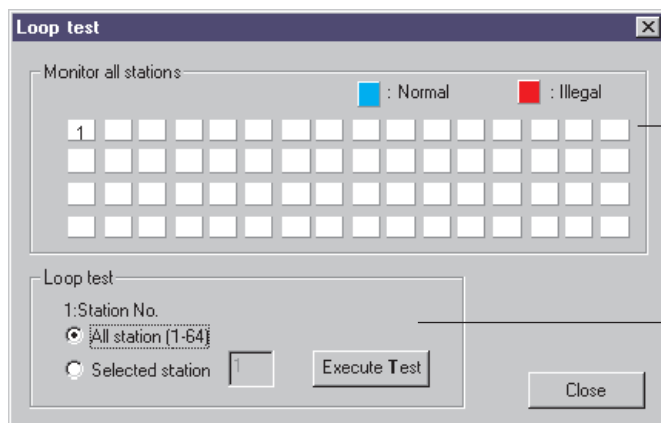 Loop test
Monitor all stations
: Normal : Illegal
1
Loop test
1:Station No.
All station (1-64)
Selected station 1 Execute Test
Close